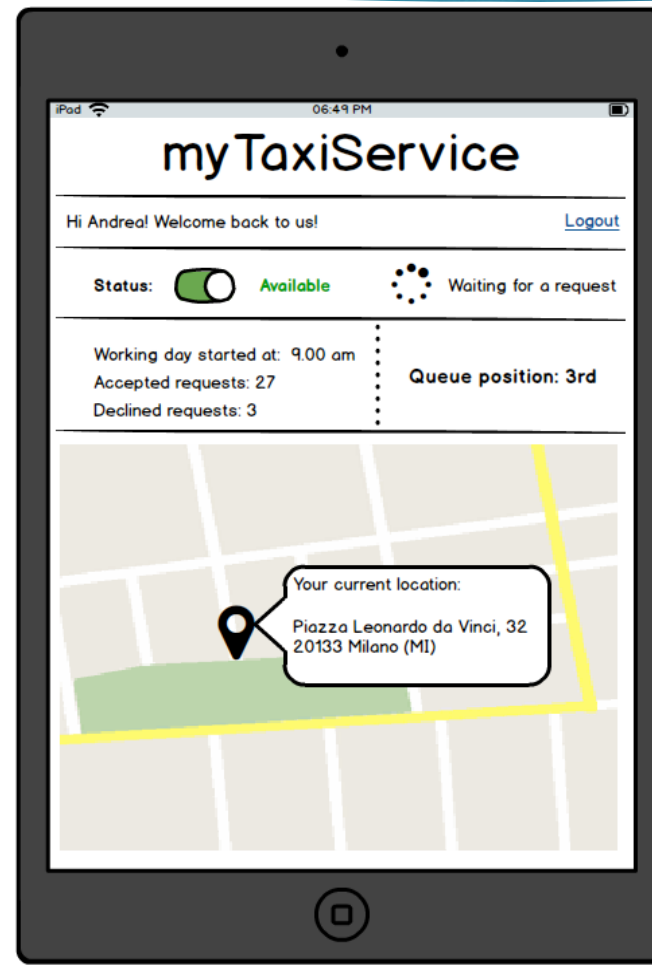 iPad 06:49 PM
myTaxiService
Hi Andrea! Welcome back to us! Logout
Status: Available Waiting for a request
Working day started at: 9.00 am
Accepted requests: 27
Declined requests: 3
Queue position: 3rd
Your current location:
Piazza Leonardo da Vinci, 32
20133 Milano (MI)